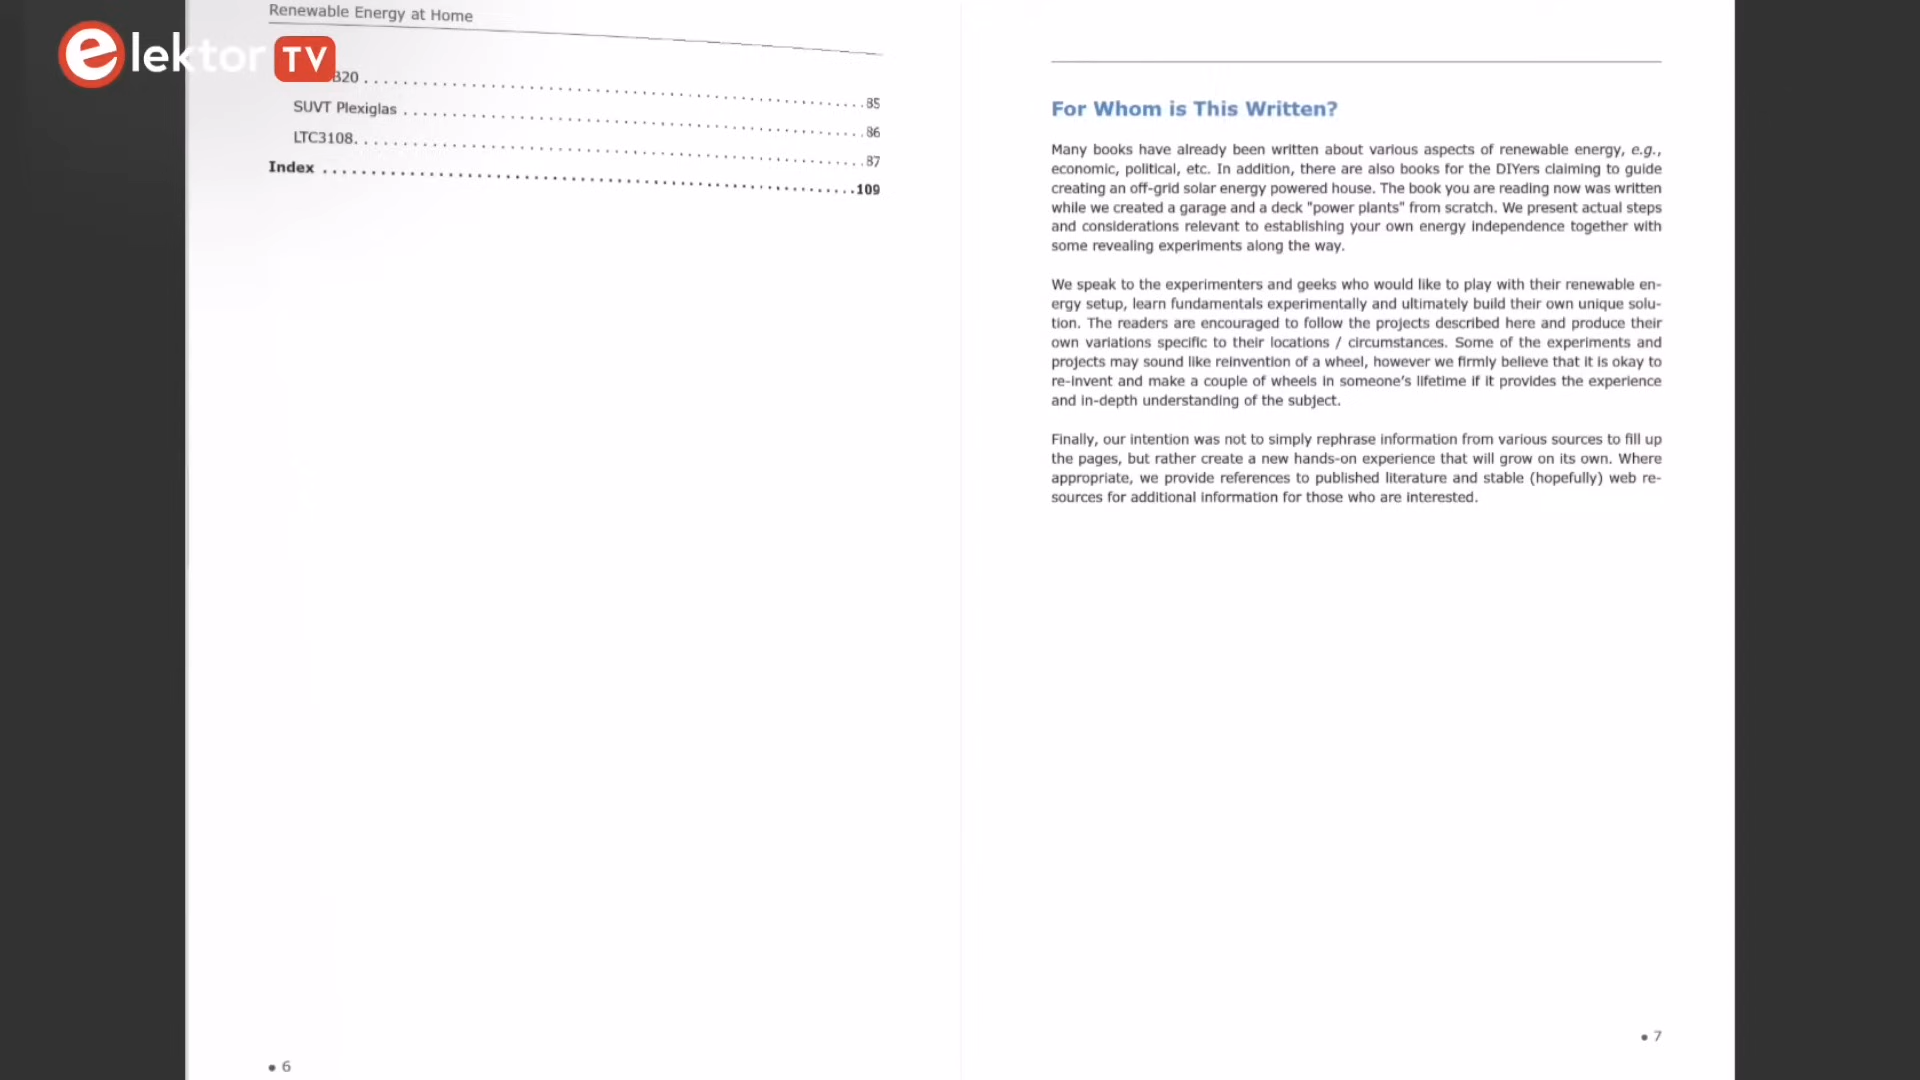 Renewable Energy at Home
elektor TV
B20 . . . . . . . . . . . . . . . . . . . . . . . . . . . . . . . . . . . . . . . . 85
SUVT Plexiglas . . . . . . . . . . . . . . . . . . . . . . . . . . . . . . . . . . . . . . . . 86
LTC3108. . . . . . . . . . . . . . . . . . . . . . . . . . . . . . . . . . . . . . . . 87
Index . . . . . . . . . . . . . . . . . . . . . . . . . . . . . . . . . . . . . . . . 109
• 6
For Whom is This Written?
Many books have already been written about various aspects of renewable energy, e.g.,
economic, political, etc. In addition, there are also books for the DIYers claiming to guide
creating an off-grid solar energy powered house. The book you are reading now was written
while we created a garage and a deck "power plants" from scratch. We present actual steps
and considerations relevant to establishing your own energy independence together with
some revealing experiments along the way.
We speak to the experimenters and geeks who would like to play with their renewable en-
ergy setup, learn fundamentals experimentally and ultimately build their own unique solu-
tion. The readers are encouraged to follow the projects described here and produce their
own variations specific to their locations / circumstances. Some of the experiments and
projects may sound like reinvention of a wheel, however we firmly believe that it is okay to
re-invent and make a couple of wheels in someone's lifetime if it provides the experience
and in-depth understanding of the subject.
Finally, our intention was not to simply rephrase information from various sources to fill up
the pages, but rather create a new hands-on experience that will grow on its own. Where
appropriate, we provide references to published literature and stable (hopefully) web re-
sources for additional information for those who are interested.
• 7